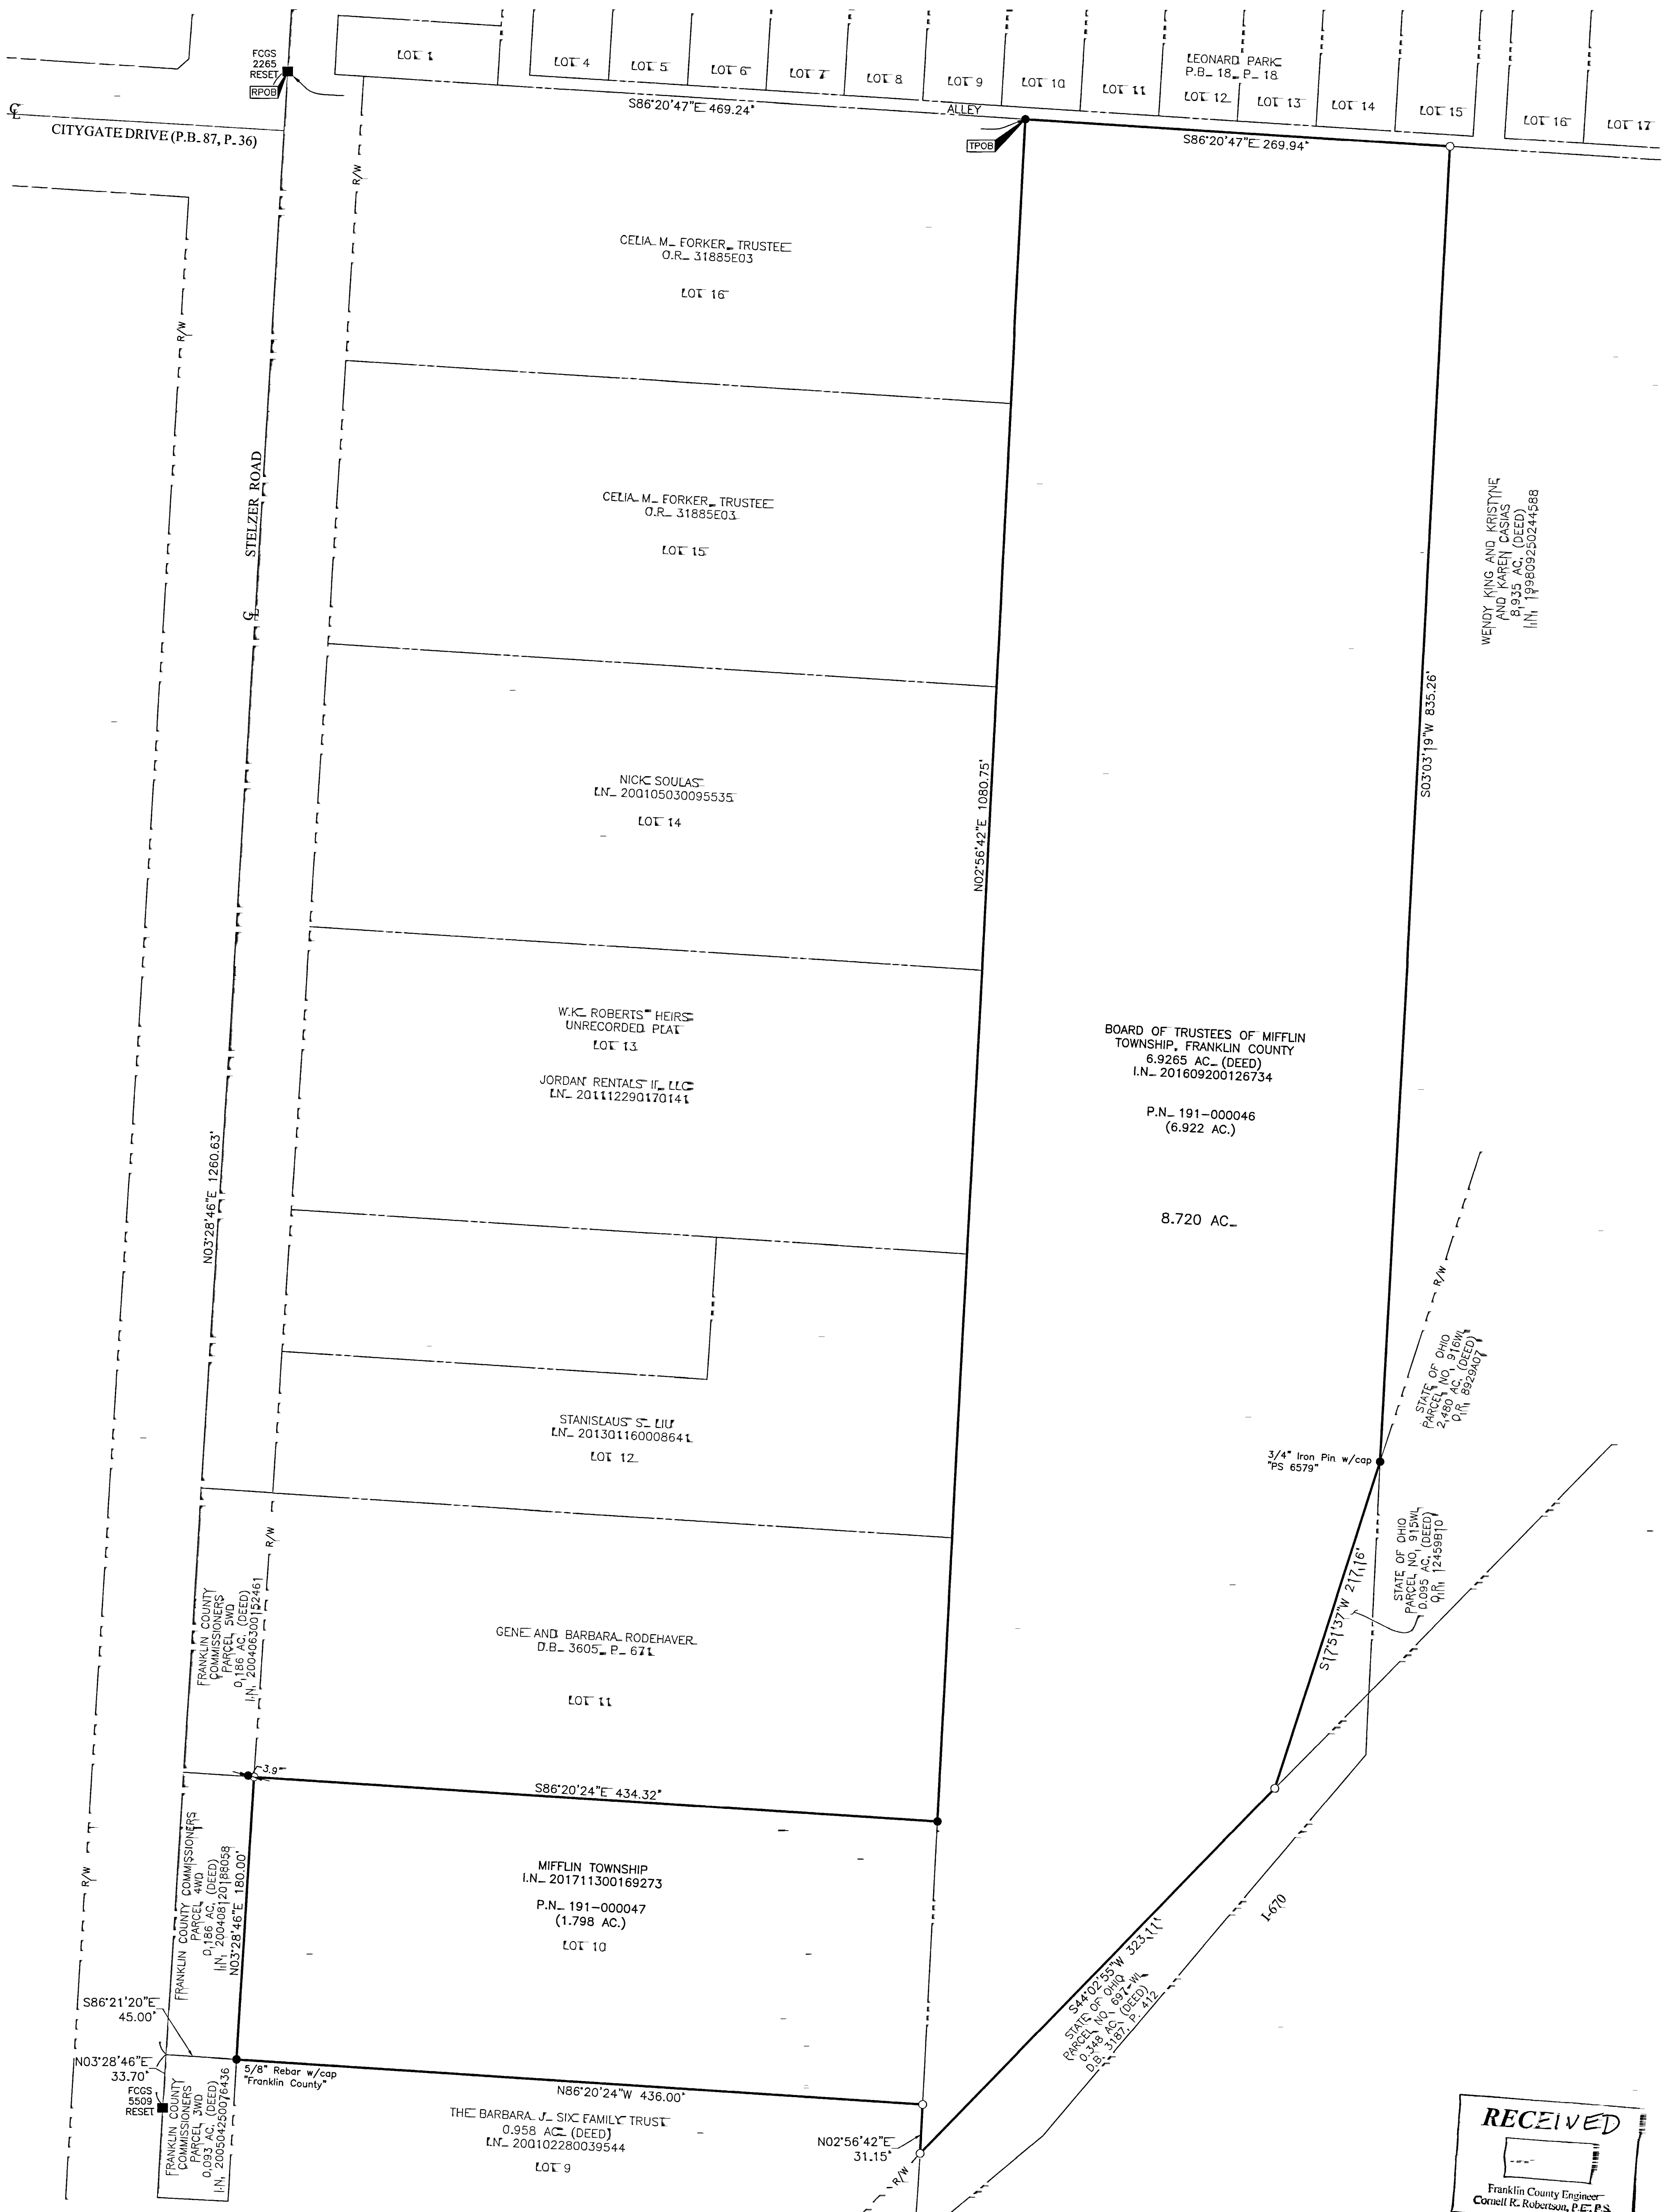 FCGS
2265
RESET
RPOB
LOT 1
LOT 4
LOT 5
LOT 6
LOT 7
LOT 8
LOT 9
LOT 10
LOT 11
LEONARD PARK
P.B. 18, P. 18
LOT 12
LOT 13
LOT 14
LOT 15
LOT 16
LOT 17
S86°20'47"E 469.24'
ALLEY
TPOB
S86°20'47"E 269.94'
CITYGATE DRIVE (P.B. 87, P. 36)
R/W
R/W
CELIA M. FORKER, TRUSTEE
O.R. 31885E03
LOT 16
STELZER ROAD
CELIA M. FORKER, TRUSTEE
O.R. 31885E03
LOT 15
WENDY KING AND KRISTYNE
AND KAREN CASIAS
8.935 AC. (DEED)
I.N. 199809250244588
S03°03'19"W 835.26'
N02°56'42"E 1080.75'
NICK SOULAS
I.N. 200105030095535
LOT 14
W.K. ROBERTS' HEIRS
UNRECORDED PLAT
LOT 13
JORDAN RENTALS II, LLC
I.N. 201112290170141
BOARD OF TRUSTEES OF MIFFLIN
TOWNSHIP, FRANKLIN COUNTY
6.9265 AC. (DEED)
I.N. 201609200126734
P.N. 191-000046
(6.922 AC.)
8.720 AC.
N03°28'46"E 1260.63'
R/W
STATE OF OHIO
PARCEL NO. 916WL
2.480 AC. (DEED)
O.R. 8929A07
STANISLAUS S. LIU
I.N. 201301160008641
LOT 12
3/4" Iron Pin w/cap
"PS 6579"
STATE OF OHIO
PARCEL NO. 915WL
0.095 AC. (DEED)
O.R. 12459B10
S17°51'37"W 217.16'
R/W
FRANKLIN COUNTY
COMMISSIONERS
PARCEL 5WD
0.186 AC. (DEED)
I.N. 200406300152461
GENE AND BARBARA RODEHAVER
D.B. 3605, P. 671
LOT 11
3.9'
S86°20'24"E 434.32'
R/W
FRANKLIN COUNTY COMMISSIONERS
PARCEL 4WD
0.186 AC. (DEED)
I.N. 200408120188058
N03°28'46"E 180.00'
MIFFLIN TOWNSHIP
I.N. 201711300169273
P.N. 191-000047
(1.798 AC.)
LOT 10
I-670
S44°02'55"W 323.11'
STATE OF OHIO
PARCEL NO. 697-WL
0.348 AC. (DEED)
D.B. 3187, P. 412
S86°21'20"E
45.00'
N03°28'46"E
33.70'
FCGS
5509
RESET
5/8" Rebar w/cap
"Franklin County"
FRANKLIN COUNTY
COMMISSIONERS
PARCEL 3WD
0.093 AC. (DEED)
I.N. 200504250076436
N86°20'24"W 436.00'
THE BARBARA J. SIX FAMILY TRUST
0.958 AC. (DEED)
I.N. 200102280039544
LOT 9
N02°56'42"E
31.15'
R/W
RECEIVED
Franklin County Engineer
Cornell R. Robertson, P.E., P.S.